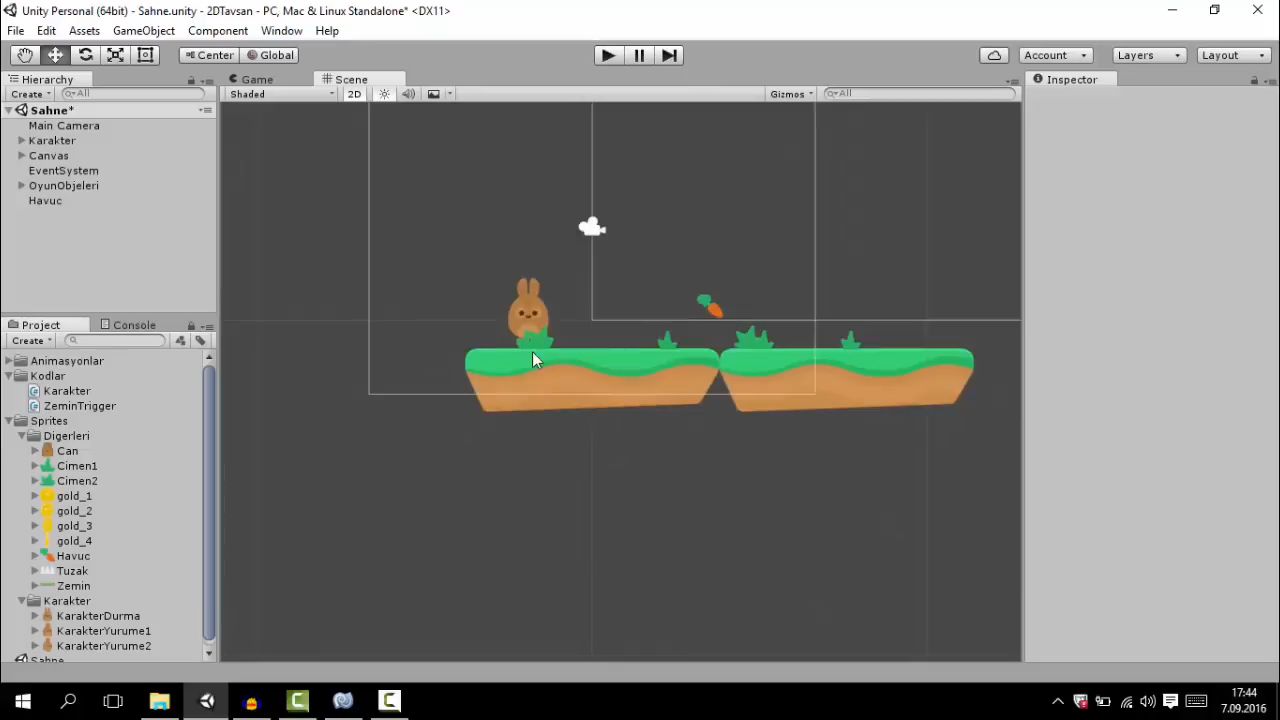 Unity Personal (64bit) - Sahne.unity - 2DTavsan - PC, Mac & Linux Standalone* <DX11>
File Edit Assets GameObject Component Window Help
Center Global Account Layers Layout
Hierarchy Game Scene Inspector
Create All Shaded 2D Gizmos All
Sahne*
Main Camera
Karakter
Canvas
EventSystem
OyunObjeleri
Havuc
Project Console
Create
Animasyonlar
Kodlar
Karakter
ZeminTrigger
Sprites
Digerleri
Can
Cimen1
Cimen2
gold_1
gold_2
gold_3
gold_4
Havuc
Tuzak
Zemin
Karakter
KarakterDurma
KarakterYurume1
KarakterYurume2
Sahne
17:44
7.09.2016